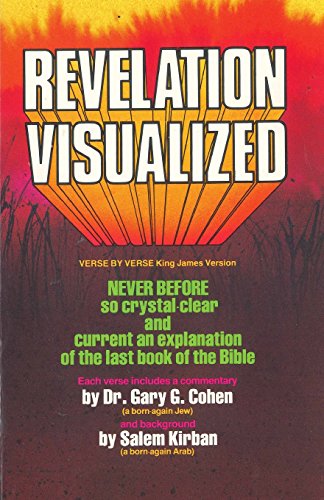 REVELATION
VISUALIZED
VERSE BY VERSE King James Version
NEVER BEFORE
so crystal-clear
and
current an explanation
of the last book of the Bible
Each verse includes a commentary
by Dr. Gary G. Cohen
(a born-again Jew)
and background
by Salem Kirban
(a born-again Arab)